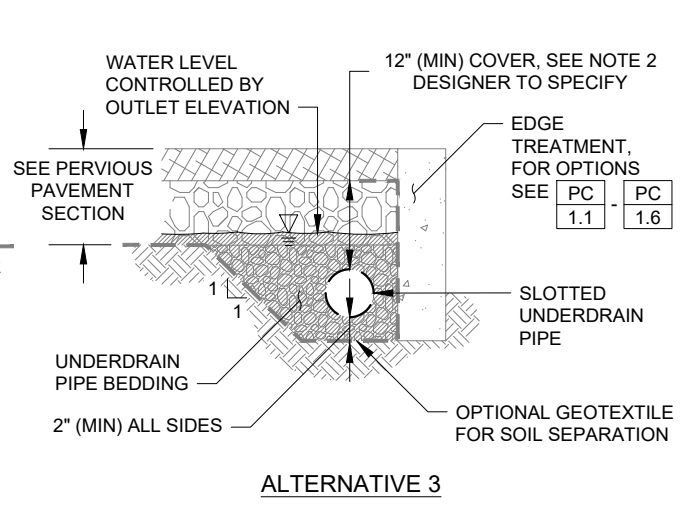 WATER LEVEL
CONTROLLED BY
OUTLET ELEVATION
12" (MIN) COVER, SEE NOTE 2
DESIGNER TO SPECIFY
EDGE
TREATMENT,
FOR OPTIONS
SEE PC 1.1 - PC 1.6
SEE PERVIOUS
PAVEMENT
SECTION
1
1
SLOTTED
UNDERDRAIN
PIPE
UNDERDRAIN
PIPE BEDDING
2" (MIN) ALL SIDES
OPTIONAL GEOTEXTILE
FOR SOIL SEPARATION
ALTERNATIVE 3